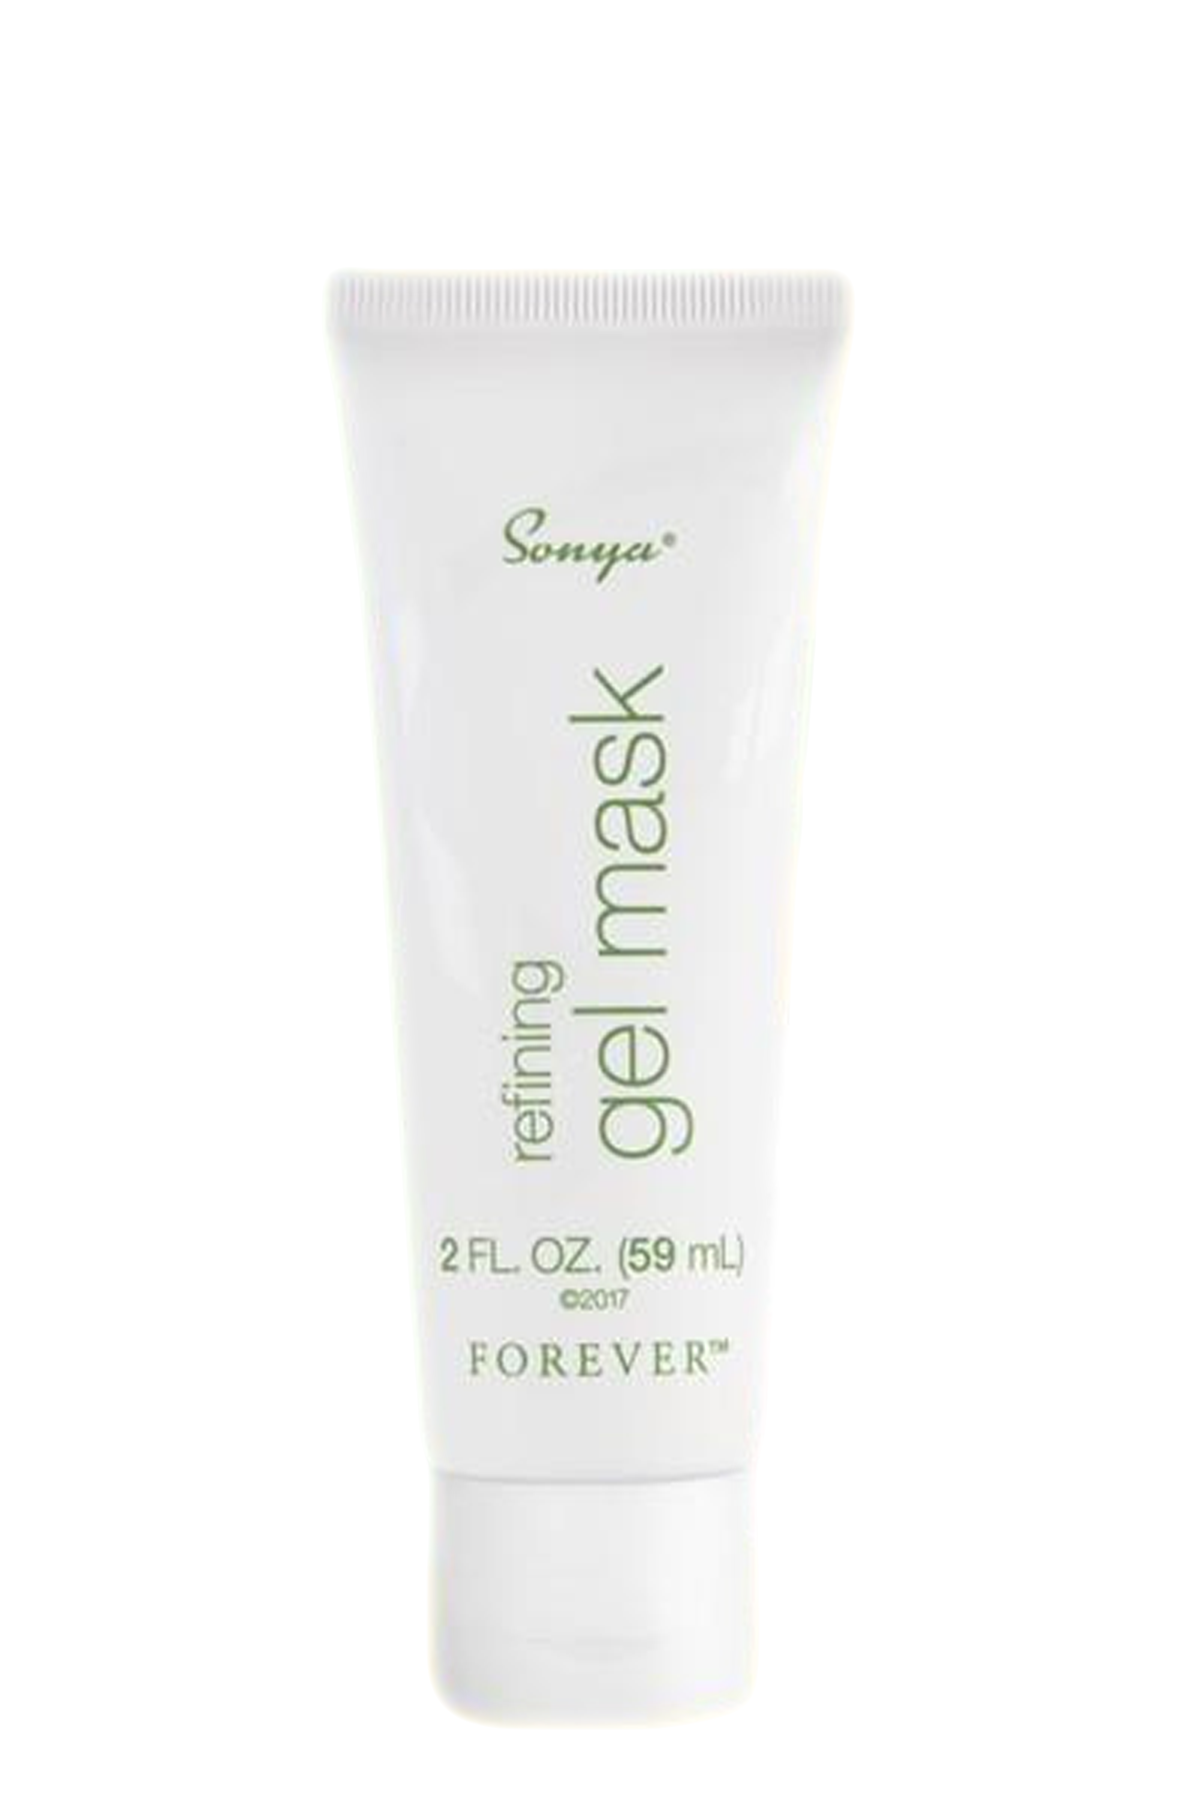 Sonya®
refining
gel mask
2 FL. OZ. (59 mL)
©2017
FOREVER™